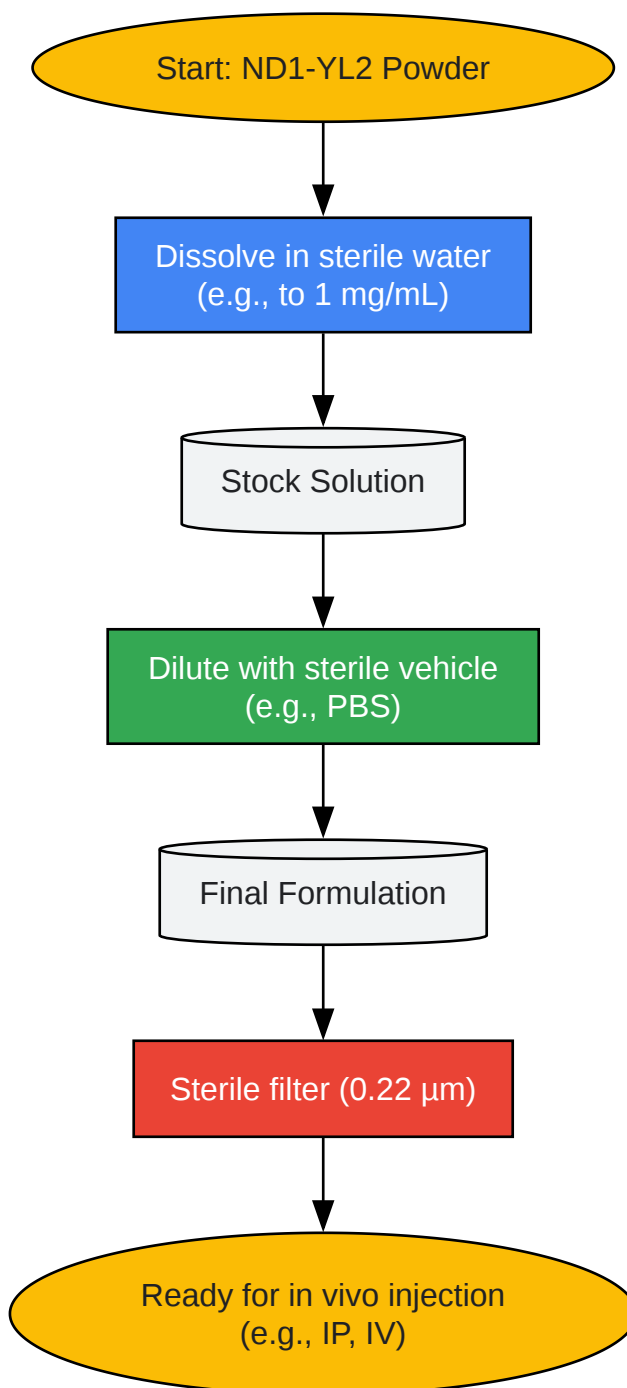 Start: ND1-YL2 Powder
Dissolve in sterile water
(e.g., to 1 mg/mL)
Stock Solution
Dilute with sterile vehicle
(e.g., PBS)
Final Formulation
Sterile filter (0.22 µm)
Ready for in vivo injection
(e.g., IP, IV)